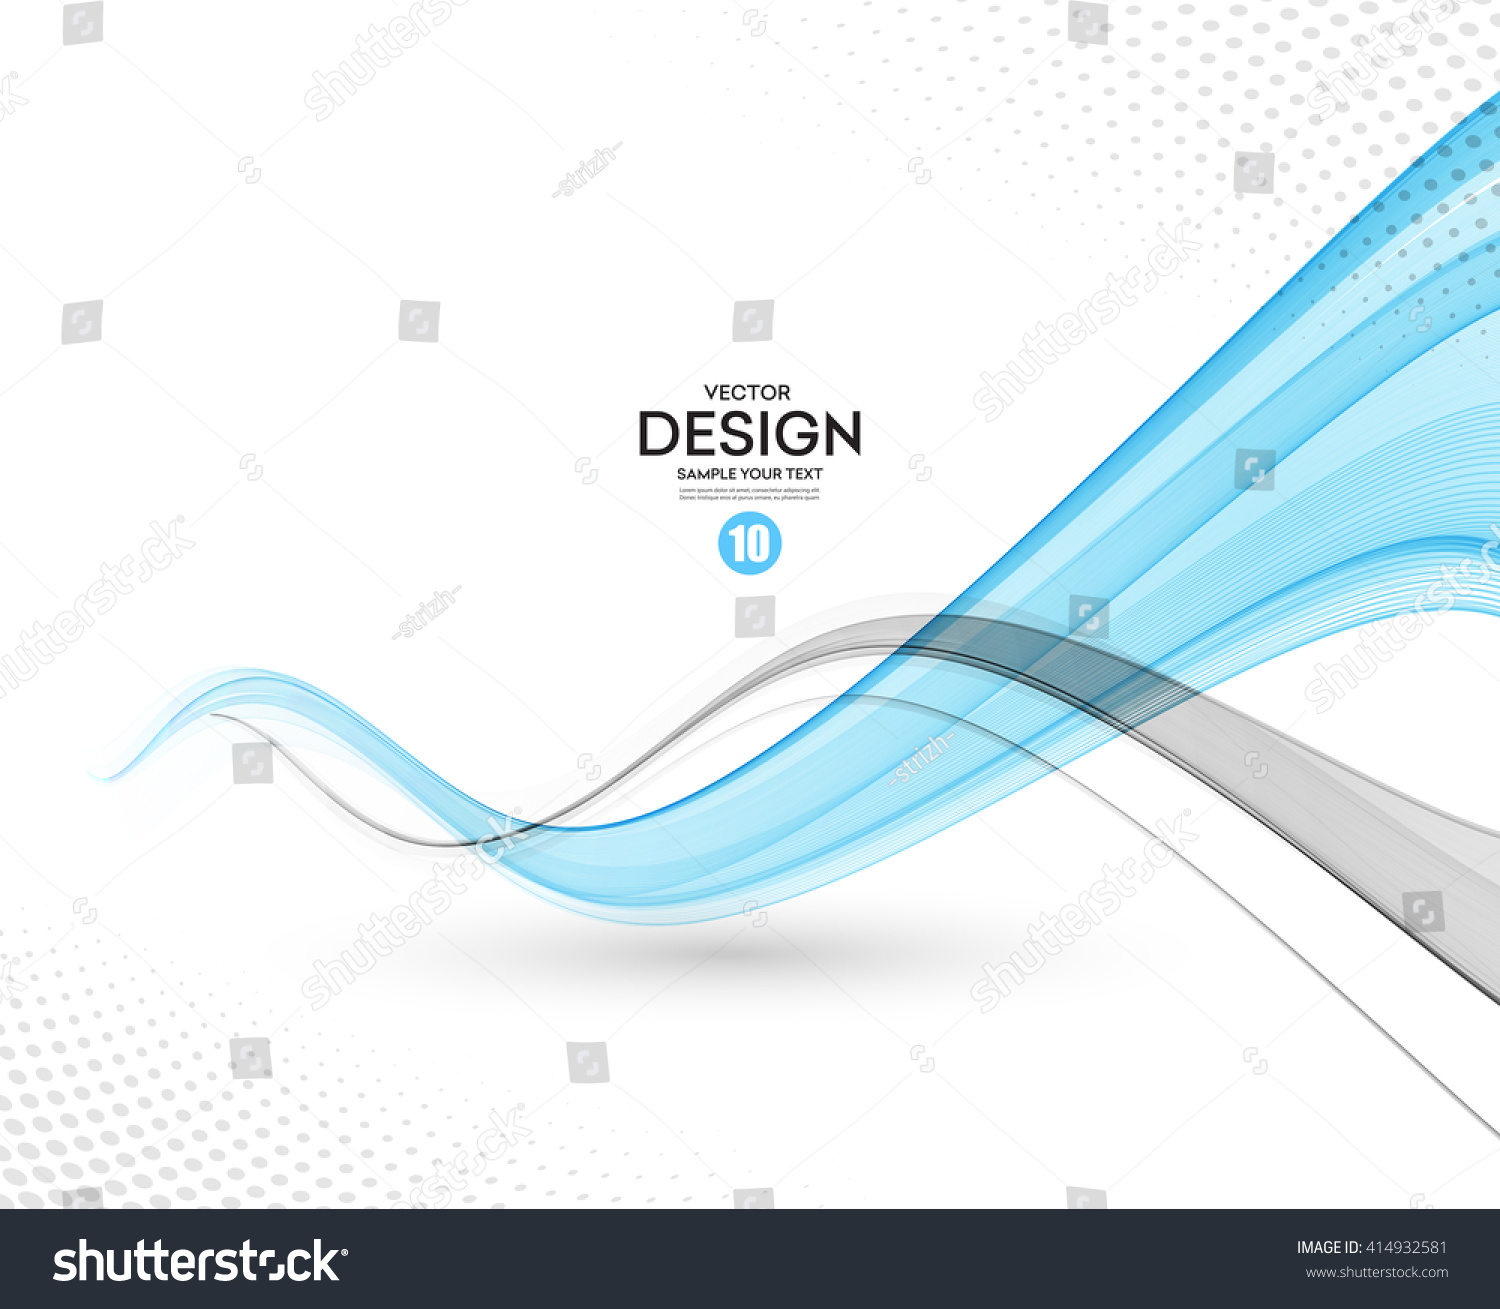 shutterstock
shutterstock
-strizh-
shutterstock
VECTOR
DESIGN
SAMPLE YOUR TEXT
Lorem ipsum dolor sit amet, consectetur adipiscing elit.
Donec tristique eros at purus ornare, eu pharetra quam
10
shutterstock
-strizh-
shutterstock
-strizh-
shutterstock
shutterstock
shutterstock
shutterstock®
IMAGE ID: 414932581
www.shutterstock.com